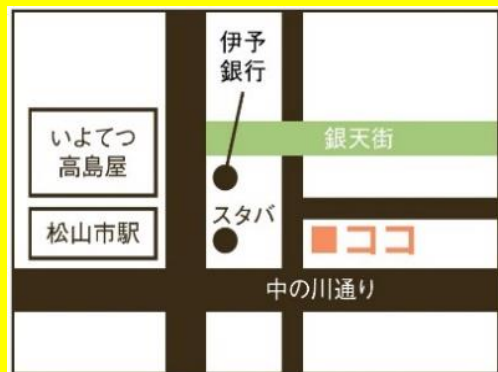 伊予
銀行
銀天街
いよてつ
高島屋
スタバ
松山市駅
ココ
中の川通り